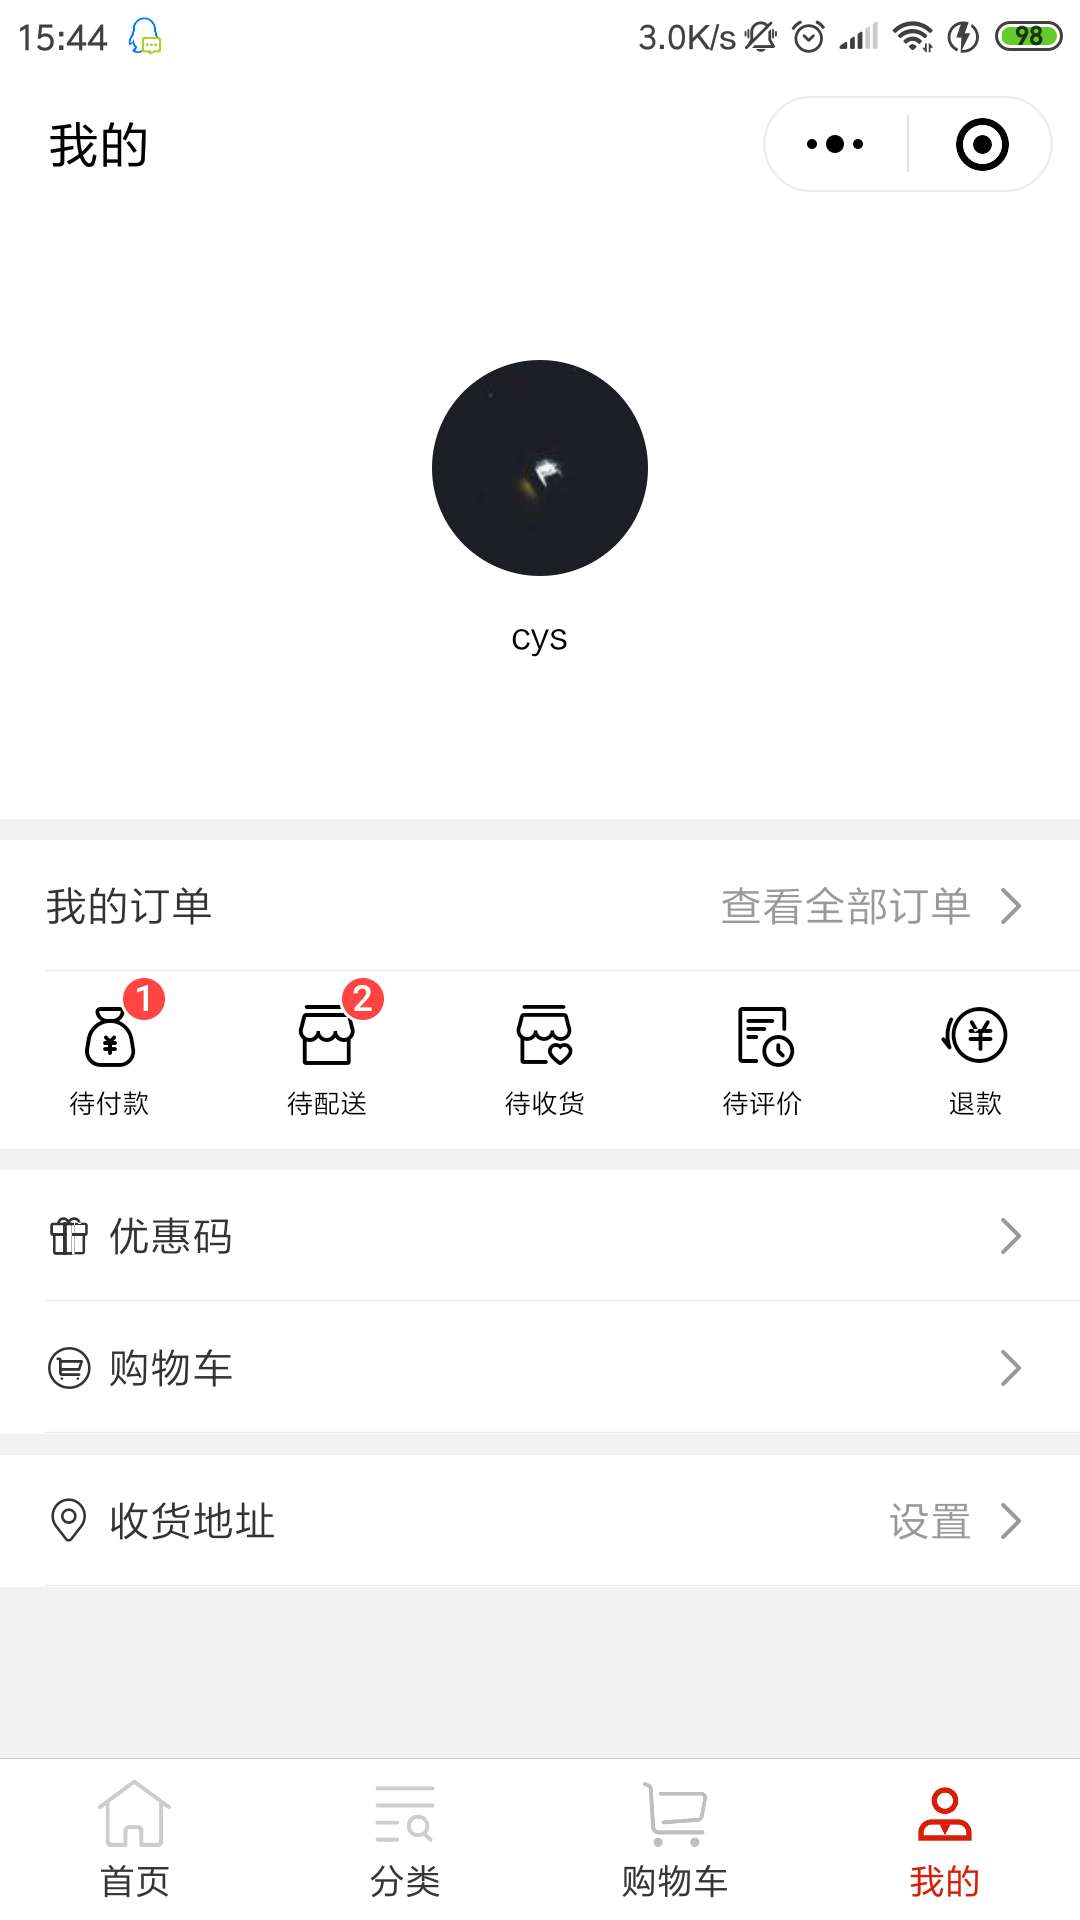 15:44 3.0K/s 98
我的
cys
我的订单 查看全部订单
1 2
¥ ¥
待付款 待配送 待收货 待评价 退款
优惠码
购物车
收货地址 设置
首页 分类 购物车 我的